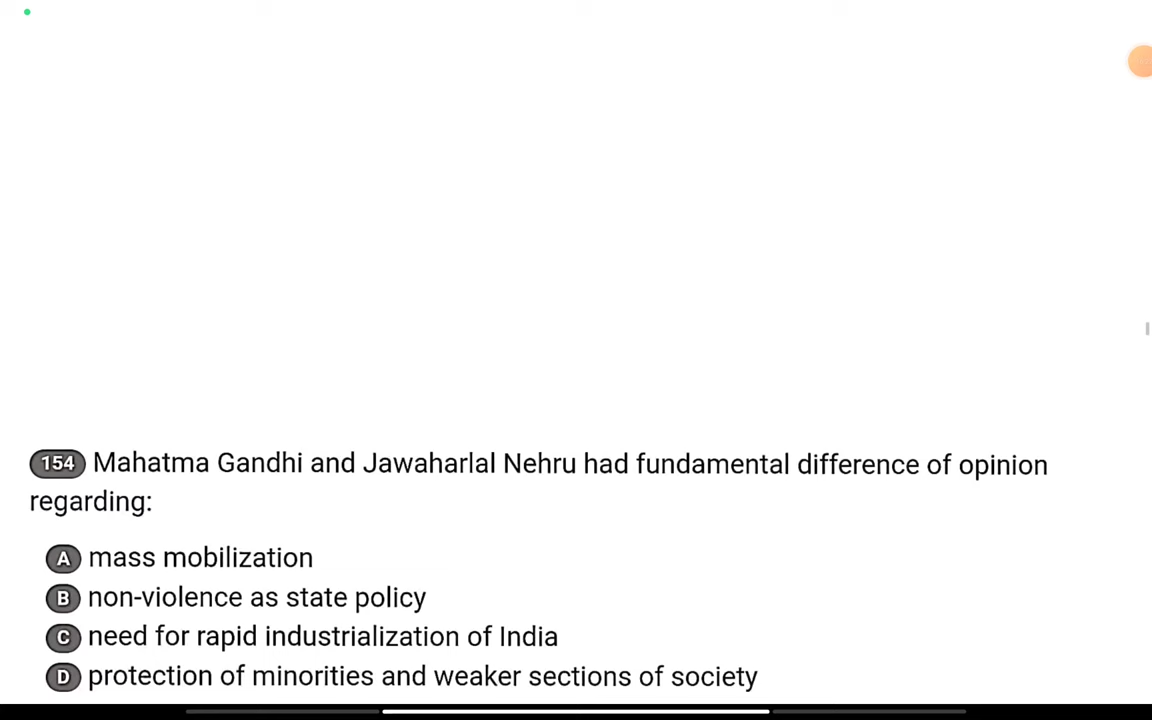 154 Mahatma Gandhi and Jawaharlal Nehru had fundamental difference of opinion
regarding:
A mass mobilization
B non-violence as state policy
C need for rapid industrialization of India
D protection of minorities and weaker sections of society